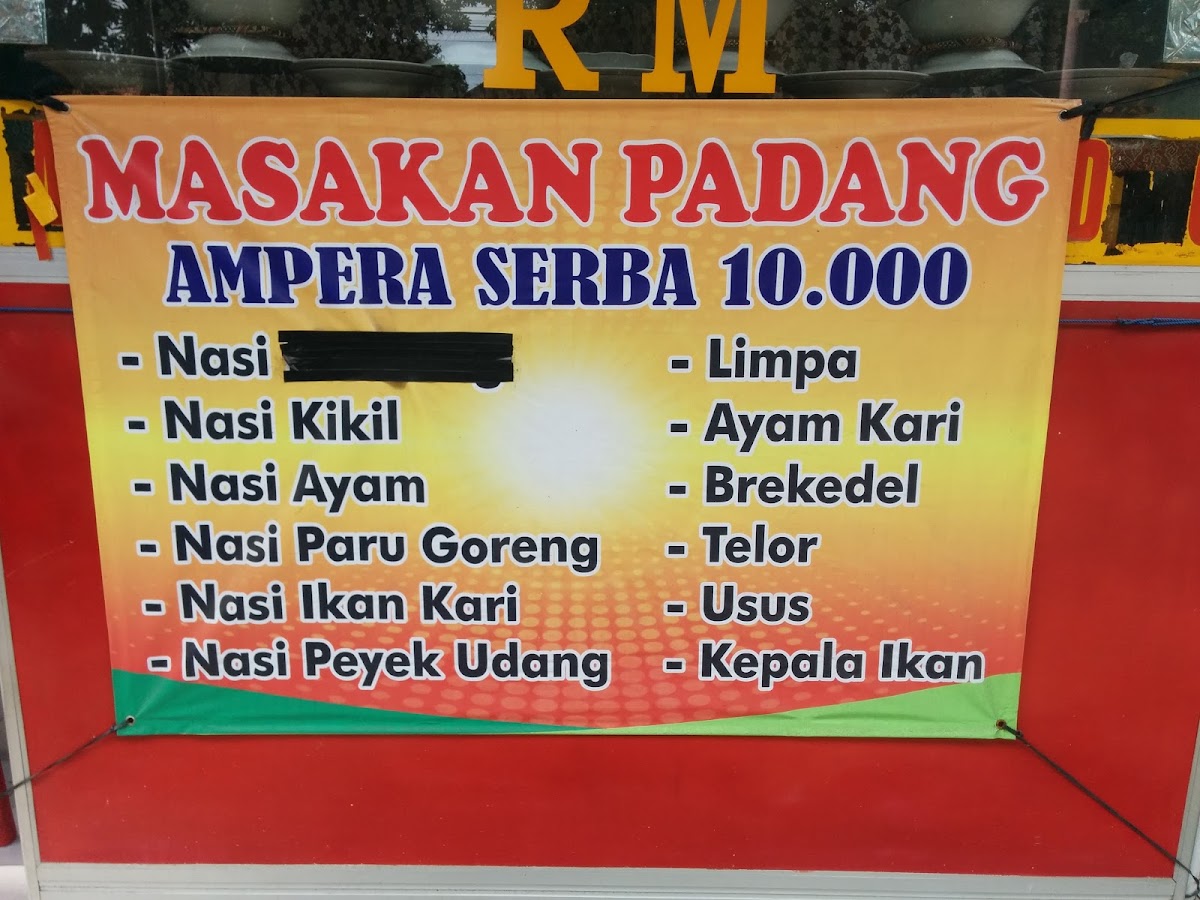 RM
MASAKAN PADANG
AMPERA SERBA 10.000
- Nasi
- Nasi Kikil
- Nasi Ayam
- Nasi Paru Goreng
- Nasi Ikan Kari
- Nasi Peyek Udang
- Limpa
- Ayam Kari
- Brekedel
- Telor
- Usus
- Kepala Ikan